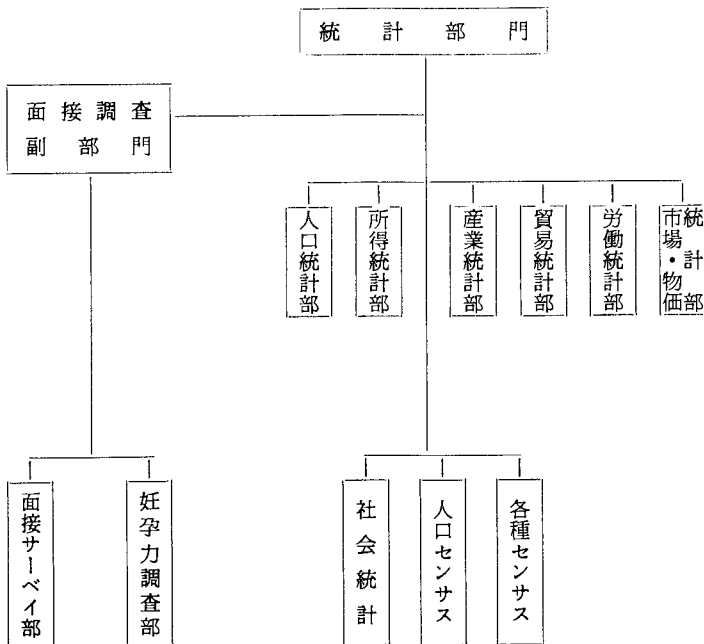 統計部門
面接調査
副部門
人口統計部
所得統計部
産業統計部
貿易統計部
労働統計部
市場・物価
統計部
面接サーベイ部
妊孕力調査部
社会統計
人口センサス
各種センサス